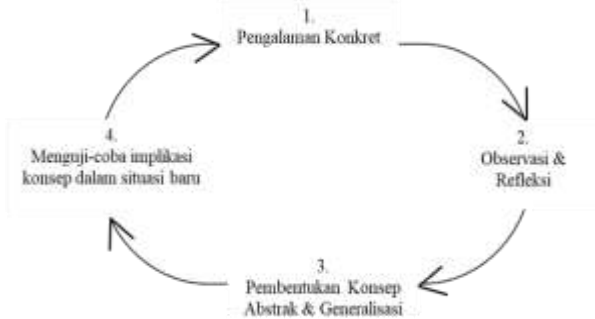 1.
Pengalaman Konkret
2.
Observasi &
Refleksi
3.
Pembentukan Konsep
Abstrak & Generalisasi
4.
Menguji-coba implikasi
konsep dalam situasi baru